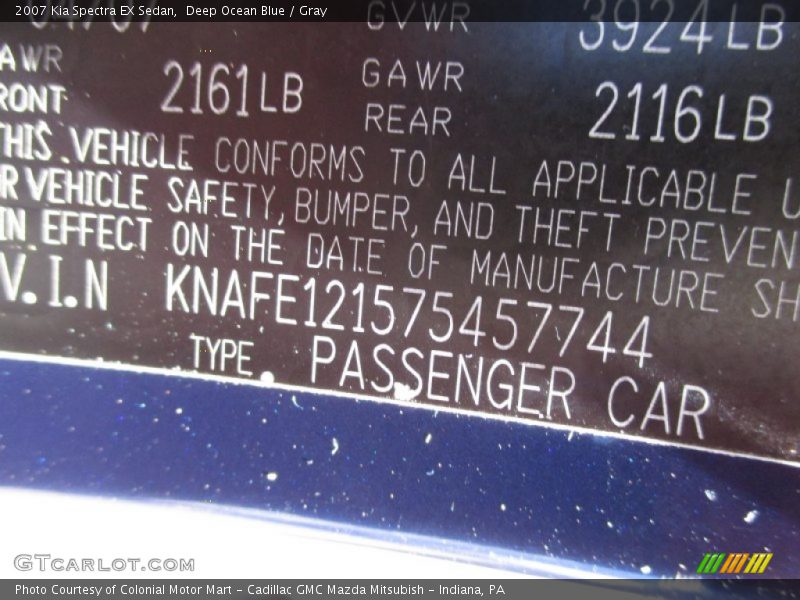 2007 Kia Spectra EX Sedan, Deep Ocean Blue / Gray
GVWR 3924LB
AWR GAWR
RONT 2161LB REAR 2116LB
THIS VEHICLE CONFORMS TO ALL APPLICABLE U
R VEHICLE SAFETY, BUMPER, AND THEFT PREVEN
IN EFFECT ON THE DATE OF MANUFACTURE SH
V.I.N KNAFE121575457744
TYPE PASSENGER CAR
GTCARLOT.COM
Photo Courtesy of Colonial Motor Mart - Cadillac GMC Mazda Mitsubish - Indiana, PA